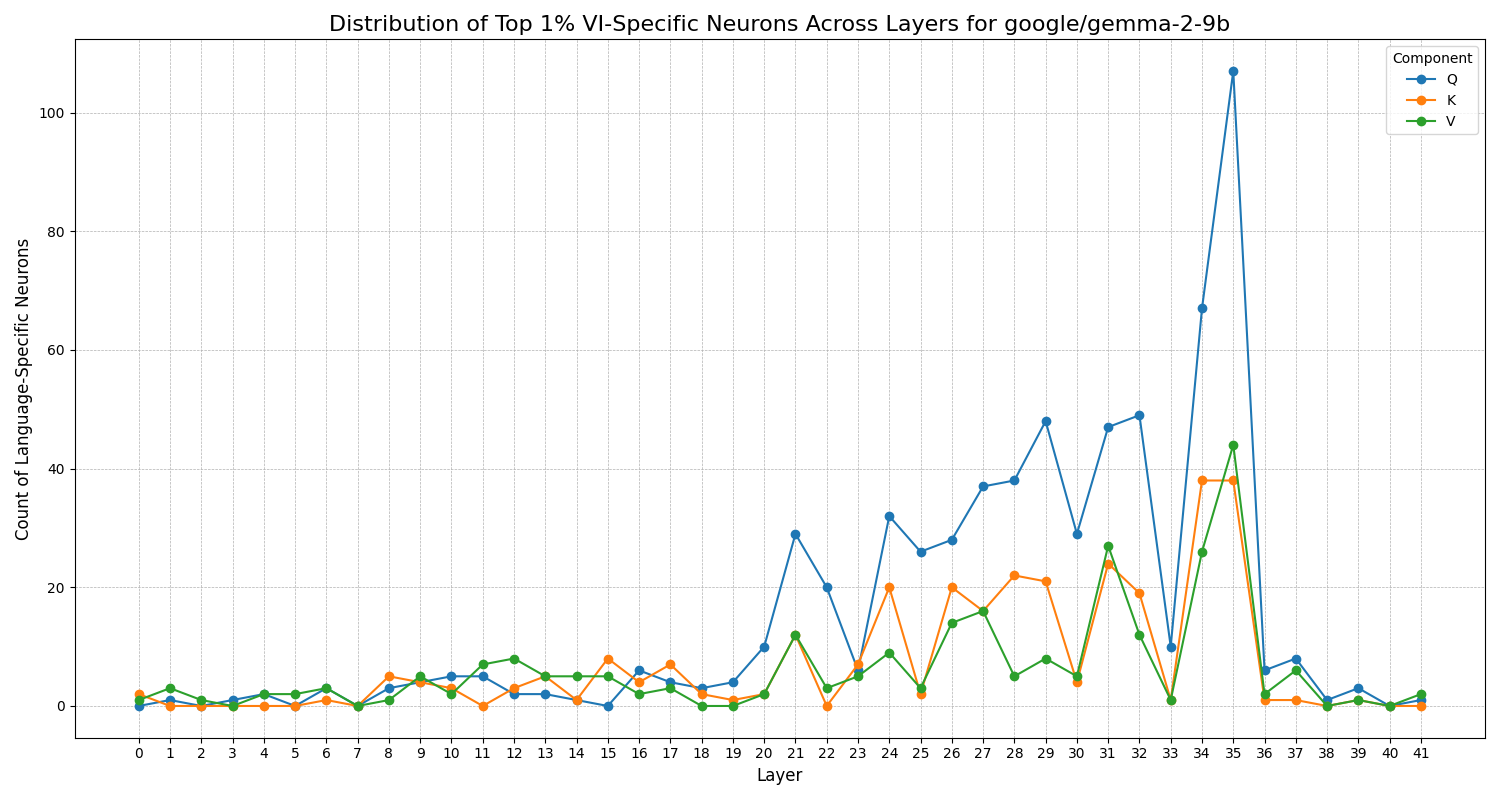 Distribution of Top 1% VI-Specific Neurons Across Layers for google/gemma-2-9b
Component
Q
K
V
Count of Language-Specific Neurons
100
80
60
40
20
0
0 1 2 3 4 5 6 7 8 9 10 11 12 13 14 15 16 17 18 19 20 21 22 23 24 25 26 27 28 29 30 31 32 33 34 35 36 37 38 39 40 41
Layer